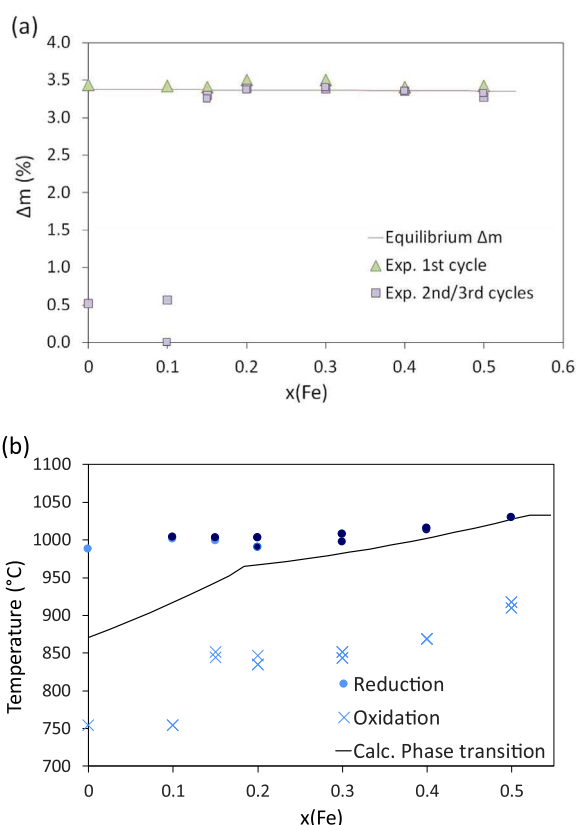 (a)
4.0
3.5
3.0
2.5
2.0
1.5
1.0
0.5
0.0
Δm (%)
Equilibrium Δm
Exp. 1st cycle
Exp. 2nd/3rd cycles
0 0.1 0.2 0.3 0.4 0.5 0.6
x(Fe)
(b)
1100
1050
1000
950
900
850
800
750
700
Temperature (°C)
Reduction
Oxidation
Calc. Phase transition
0 0.1 0.2 0.3 0.4 0.5
x(Fe)